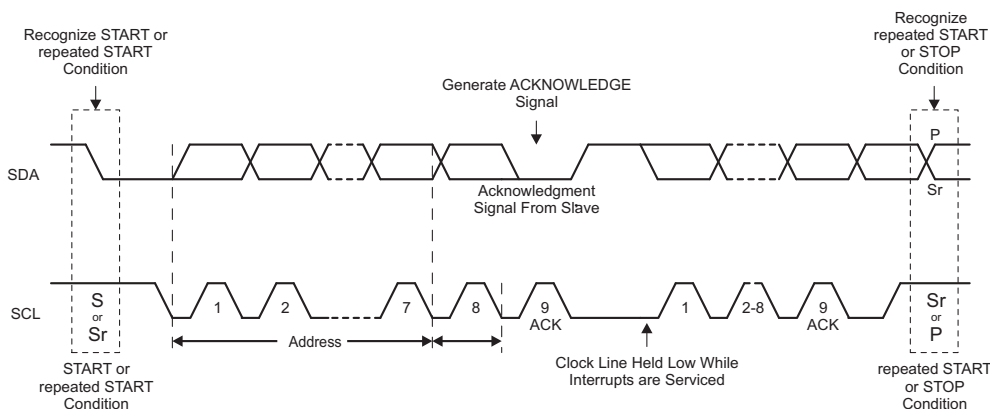 Recognize START or
repeated START
Condition
Recognize
repeated START
or STOP
Condition
Generate ACKNOWLEDGE
Signal
SDA
P
Sr
Acknowledgment
Signal From Slave
SCL
S
or
Sr
1
2
7
8
9
ACK
1
2-8
9
ACK
Sr
or
P
Address
START or
repeated START
Condition
Clock Line Held Low While
Interrupts are Serviced
repeated START
or STOP
Condition